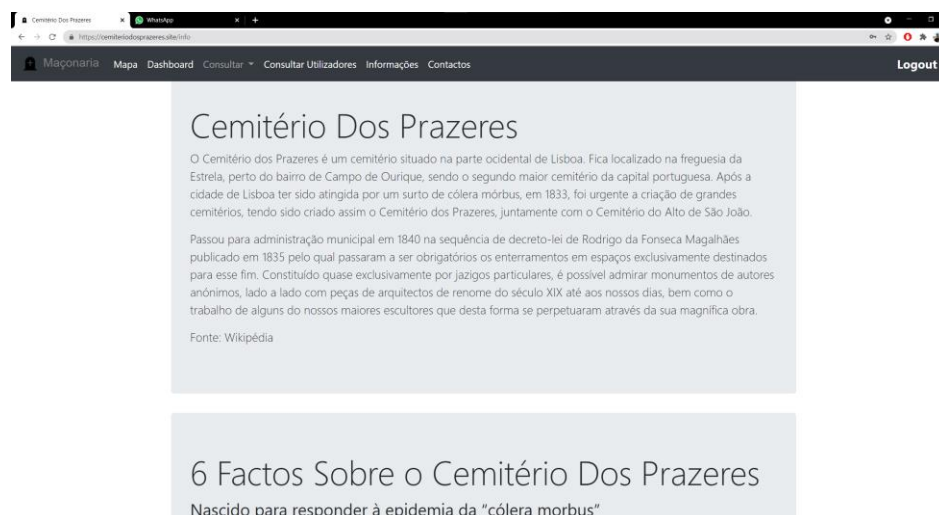 Cemitério Dos Prazeres
WhatsApp
https://cemiteriodosprazeres.site/info
Maçonaria Mapa Dashboard Consultar Consultar Utilizadores Informações Contactos Logout
Cemitério Dos Prazeres
O Cemitério dos Prazeres é um cemitério situado na parte ocidental de Lisboa. Fica localizado na freguesia da
Estrela, perto do bairro de Campo de Ourique, sendo o segundo maior cemitério da capital portuguesa. Após a
cidade de Lisboa ter sido atingida por um surto de cólera mórbus, em 1833, foi urgente a criação de grandes
cemitérios, tendo sido criado assim o Cemitério dos Prazeres, juntamente com o Cemitério do Alto de São João.
Passou para administração municipal em 1840 na sequência de decreto-lei de Rodrigo da Fonseca Magalhães
publicado em 1835 pelo qual passaram a ser obrigatórios os enterramentos em espaços exclusivamente destinados
para esse fim. Constituído quase exclusivamente por jazigos particulares, é possível admirar monumentos de autores
anónimos, lado a lado com peças de arquitectos de renome do século XIX até aos nossos dias, bem como o
trabalho de alguns do nossos maiores escultores que desta forma se perpetuaram através da sua magnífica obra.
Fonte: Wikipédia
6 Factos Sobre o Cemitério Dos Prazeres
Nascido para responder à epidemia da “cólera morbus”